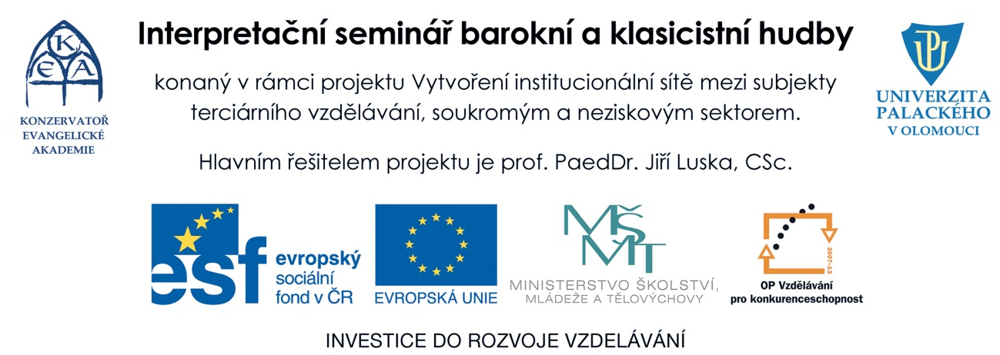 Interpretační seminář barokní a klasicistní hudby
konaný v rámci projektu Vytvoření institucionální sítě mezi subjekty
terciárního vzdělávání, soukromým a neziskovým sektorem.
Hlavním řešitelem projektu je prof. PaedDr. Jiří Luska, CSc.
K
E A
KONZERVATOŘ
EVANGELICKÉ
AKADEMIE
UP
UNIVERZITA
PALACKÉHO
V OLOMOUCI
esf
evropský
sociální
fond v ČR
EVROPSKÁ UNIE
MŠ
MT
MINISTERSTVO ŠKOLSTVÍ,
MLÁDEŽE A TĚLOVÝCHOVY
2007-13
OP Vzdělávání
pro konkurenceschopnost
INVESTICE DO ROZVOJE VZDELÁVÁNÍ